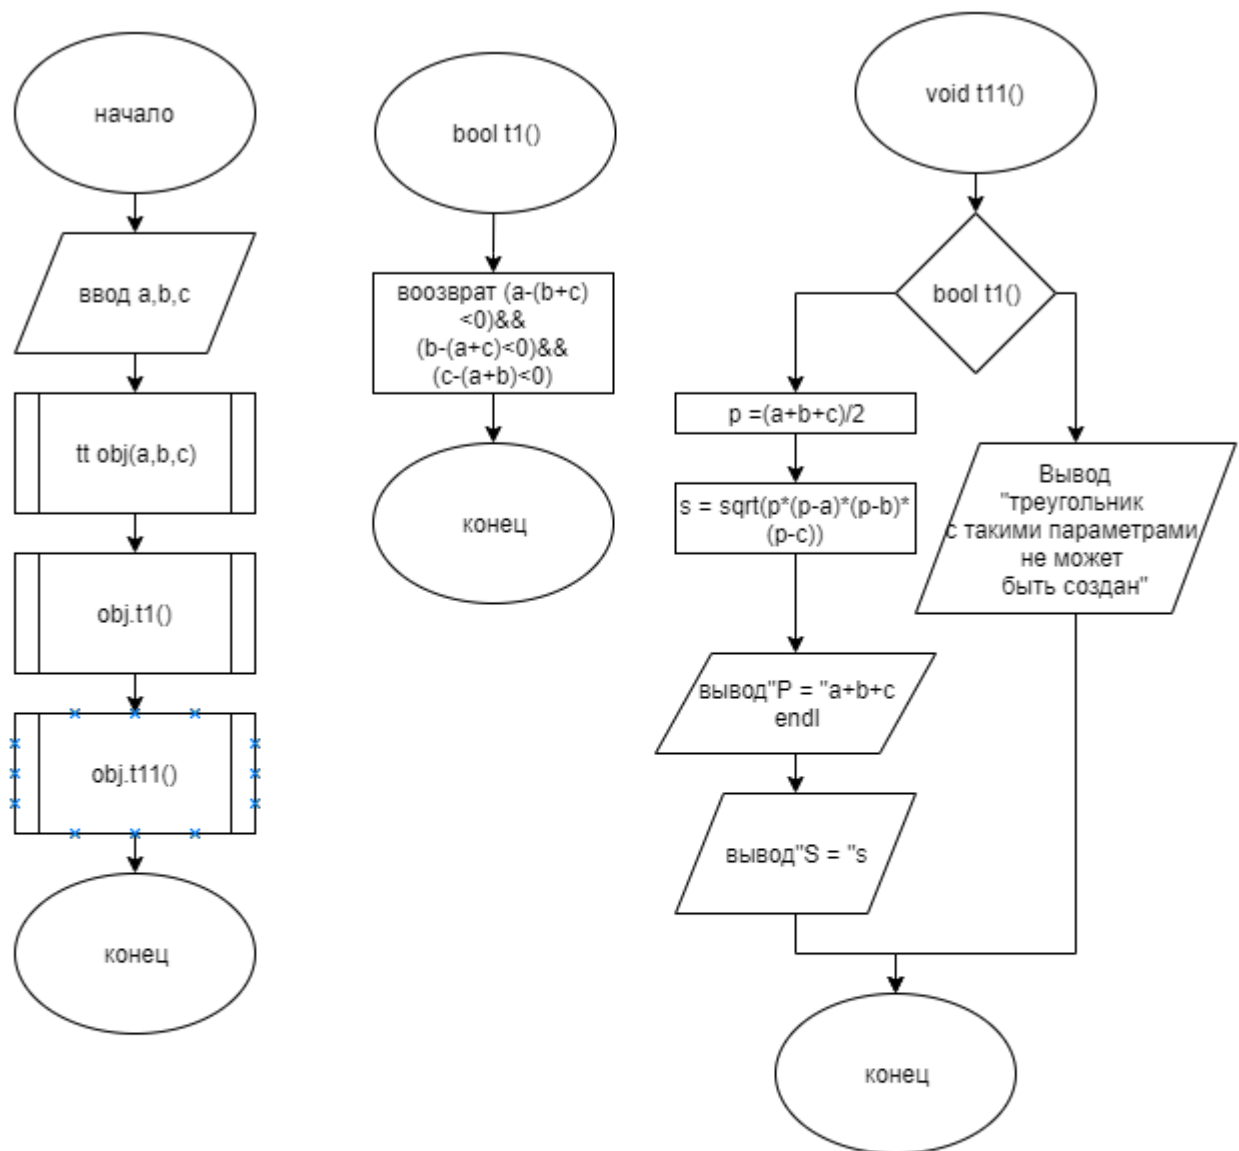 начало
ввод a,b,c
tt obj(a,b,c)
obj.t1()
obj.t11()
конец
bool t1()
воозврат (a-(b+c)
<0)&&
(b-(a+c)<0)&&
(c-(a+b)<0)
конец
void t11()
bool t1()
p =(a+b+c)/2
s = sqrt(p*(p-a)*(p-b)*
(p-c))
вывод"P = "a+b+c
endl
вывод"S = "s
Вывод
"треугольник
с такими параметрами
не может
быть создан"
конец